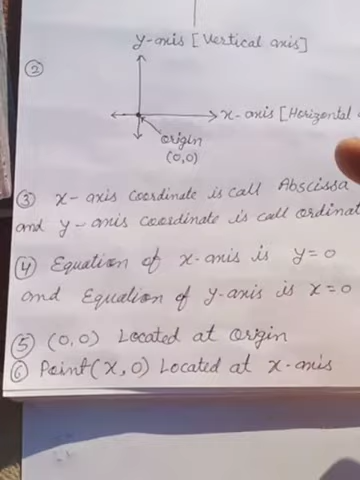 y-axis [Vertical axis]
②
x-axis [Horizontal
origin
(0,0)
③ x-axis coordinate is call Abscissa
and y-axis coordinate is call ordinat
④ Equation of x-axis is y=0
and Equation of y-axis is x=0
⑤ (0,0) Located at origin
⑥ Point(x,0) Located at x-axis